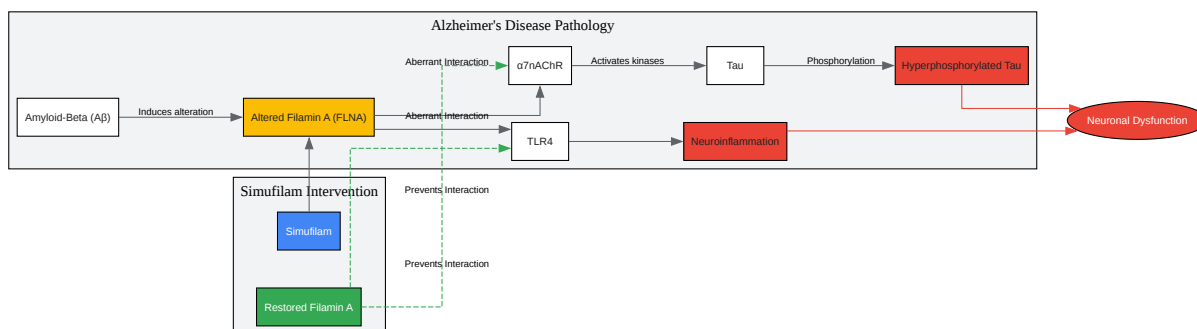 Alzheimer's Disease Pathology
Aberrant Interaction
α7nAChR
Activates kinases
Tau
Phosphorylation
Hyperphosphorylated Tau
Amyloid-Beta (Aβ)
Induces alteration
Altered Filamin A (FLNA)
Aberrant Interaction
TLR4
Neuroinflammation
Neuronal Dysfunction
Simufilam Intervention
Prevents Interaction
Simufilam
Prevents Interaction
Restored Filamin A